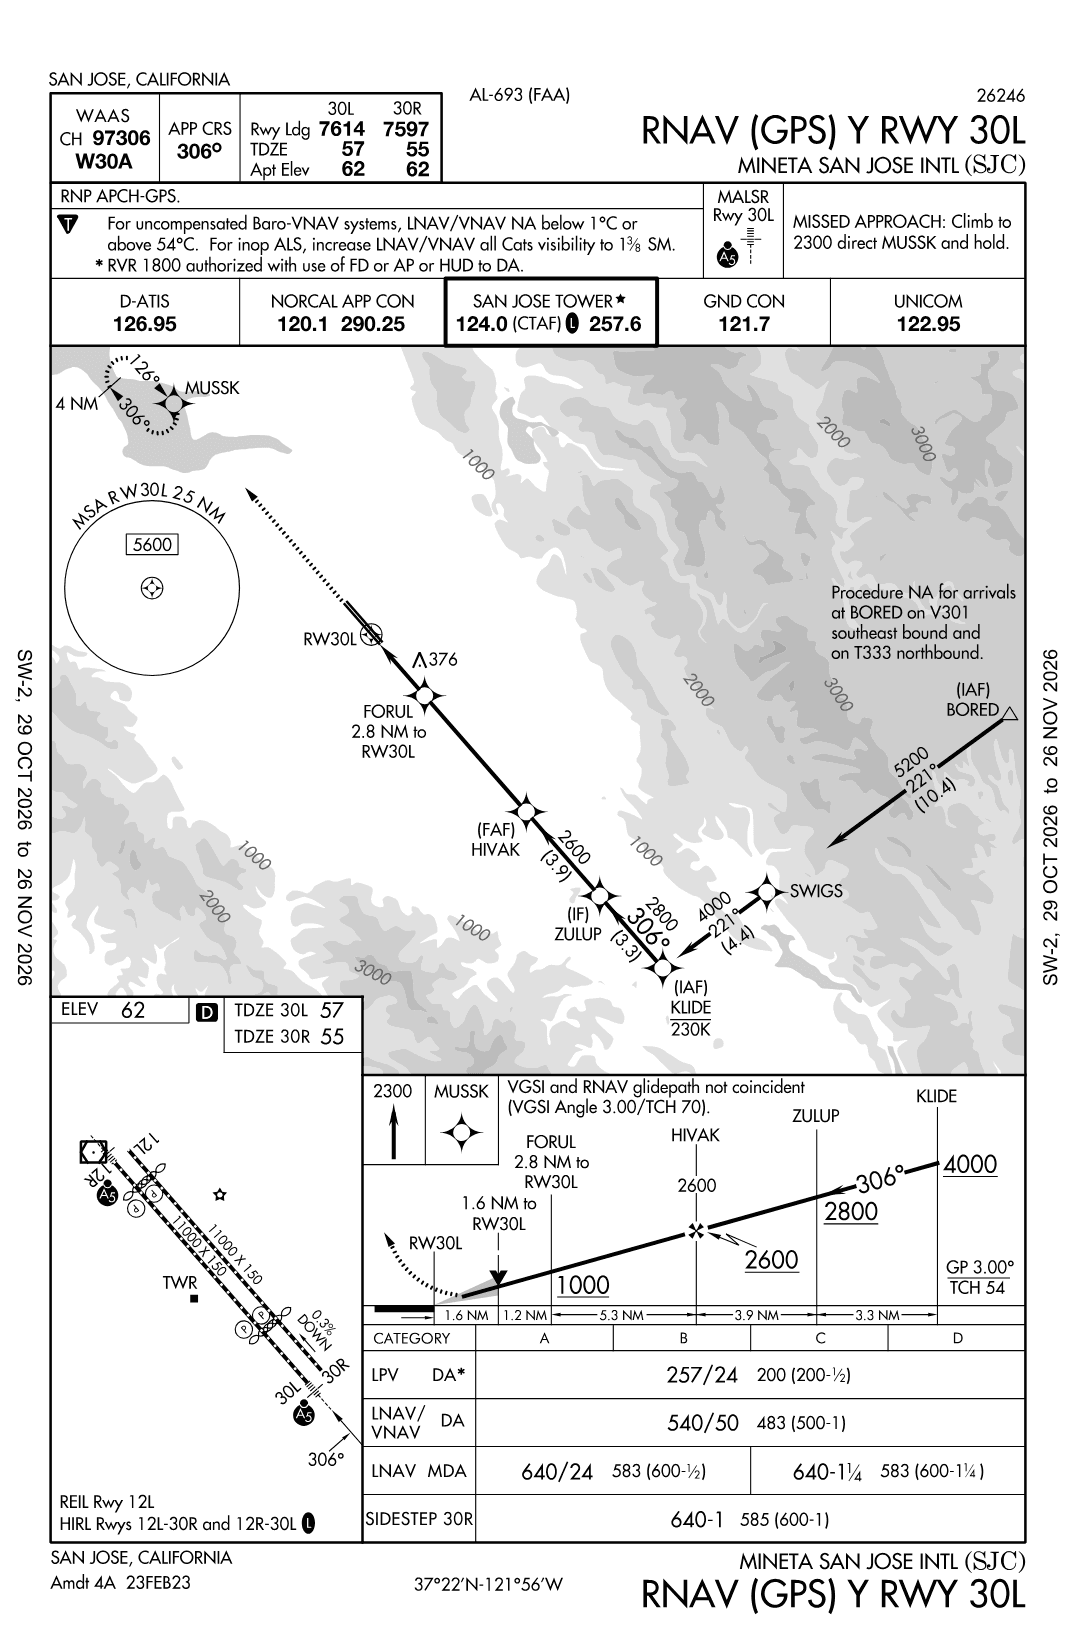 SAN JOSE, CALIFORNIA
AL-693 (FAA)
26246
RNAV (GPS) Y RWY 30L
MINETA SAN JOSE INTL (SJC)
WAAS
CH 97306
W30A
APP CRS
306°
30L 30R
Rwy Ldg 7614 7597
TDZE 57 55
Apt Elev 62 62
RNP APCH-GPS.
T
For uncompensated Baro-VNAV systems, LNAV/VNAV NA below 1°C or
above 54°C. For inop ALS, increase LNAV/VNAV all Cats visibility to 1⅜ SM.
* RVR 1800 authorized with use of FD or AP or HUD to DA.
MALSR
Rwy 30L
A5
MISSED APPROACH: Climb to
2300 direct MUSSK and hold.
D-ATIS
126.95
NORCAL APP CON
120.1 290.25
SAN JOSE TOWER★
124.0 (CTAF) L 257.6
GND CON
121.7
UNICOM
122.95
126°
MUSSK
4 NM
306°
MSA RW30L 25 NM
5600
1000
2000
3000
Procedure NA for arrivals
at BORED on V301
southeast bound and
on T333 northbound.
RW30L
376
FORUL
2.8 NM to
RW30L
2000
3000
(IAF)
BORED
5200
221°
(10.4)
(FAF)
HIVAK
2600
(3.9)
1000
1000
2000
1000
3000
SWIGS
4000
221°
(4.4)
(IF)
ZULUP
2800
306°
(3.3)
(IAF)
KLIDE
230K
ELEV 62
D
TDZE 30L 57
TDZE 30R 55
12L
12R
A5
P
P
11000 X 150
11000 X 150
TWR
P
P
0.3%
DOWN
30R
30L
A5
306°
REIL Rwy 12L
HIRL Rwys 12L-30R and 12R-30L L
2300
MUSSK
VGSI and RNAV glidepath not coincident
(VGSI Angle 3.00/TCH 70).
KLIDE
ZULUP
HIVAK
FORUL
2.8 NM to
RW30L
1.6 NM to
RW30L
RW30L
2600
306°
4000
2800
2600
1000
GP 3.00°
TCH 54
1.6 NM 1.2 NM 5.3 NM 3.9 NM 3.3 NM
CATEGORY A B C D
LPV DA* 257/24 200 (200-½)
LNAV/
VNAV DA 540/50 483 (500-1)
LNAV MDA 640/24 583 (600-½) 640-1¼ 583 (600-1¼)
SIDESTEP 30R 640-1 585 (600-1)
SAN JOSE, CALIFORNIA
Amdt 4A 23FEB23
37°22'N-121°56'W
MINETA SAN JOSE INTL (SJC)
RNAV (GPS) Y RWY 30L
SW-2, 29 OCT 2026 to 26 NOV 2026
SW-2, 29 OCT 2026 to 26 NOV 2026